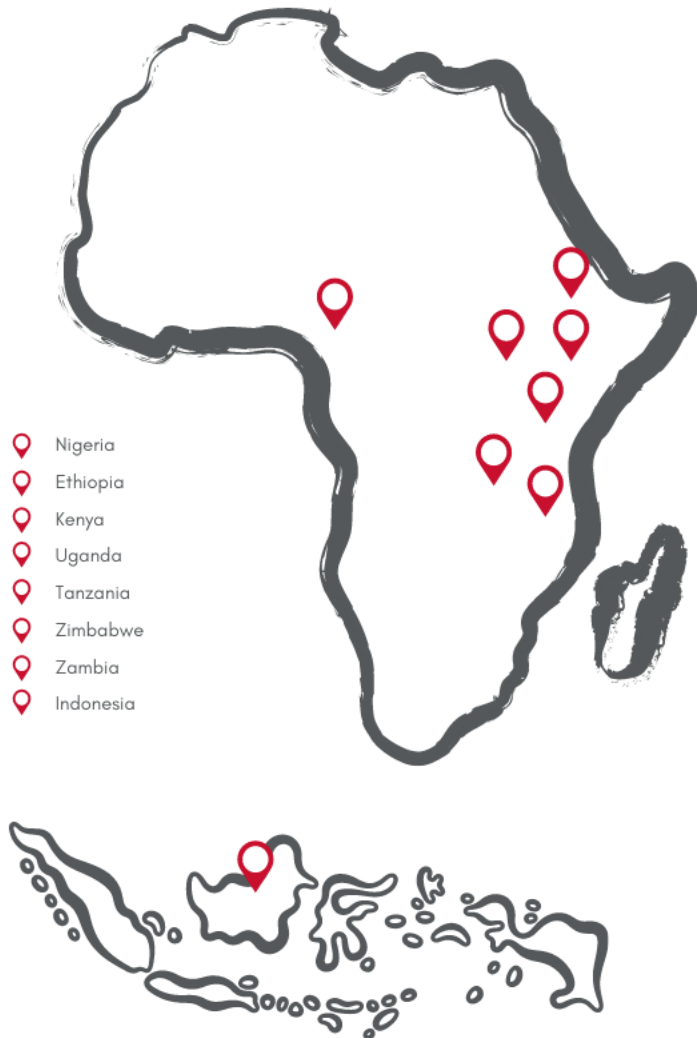 Nigeria
Ethiopia
Kenya
Uganda
Tanzania
Zimbabwe
Zambia
Indonesia